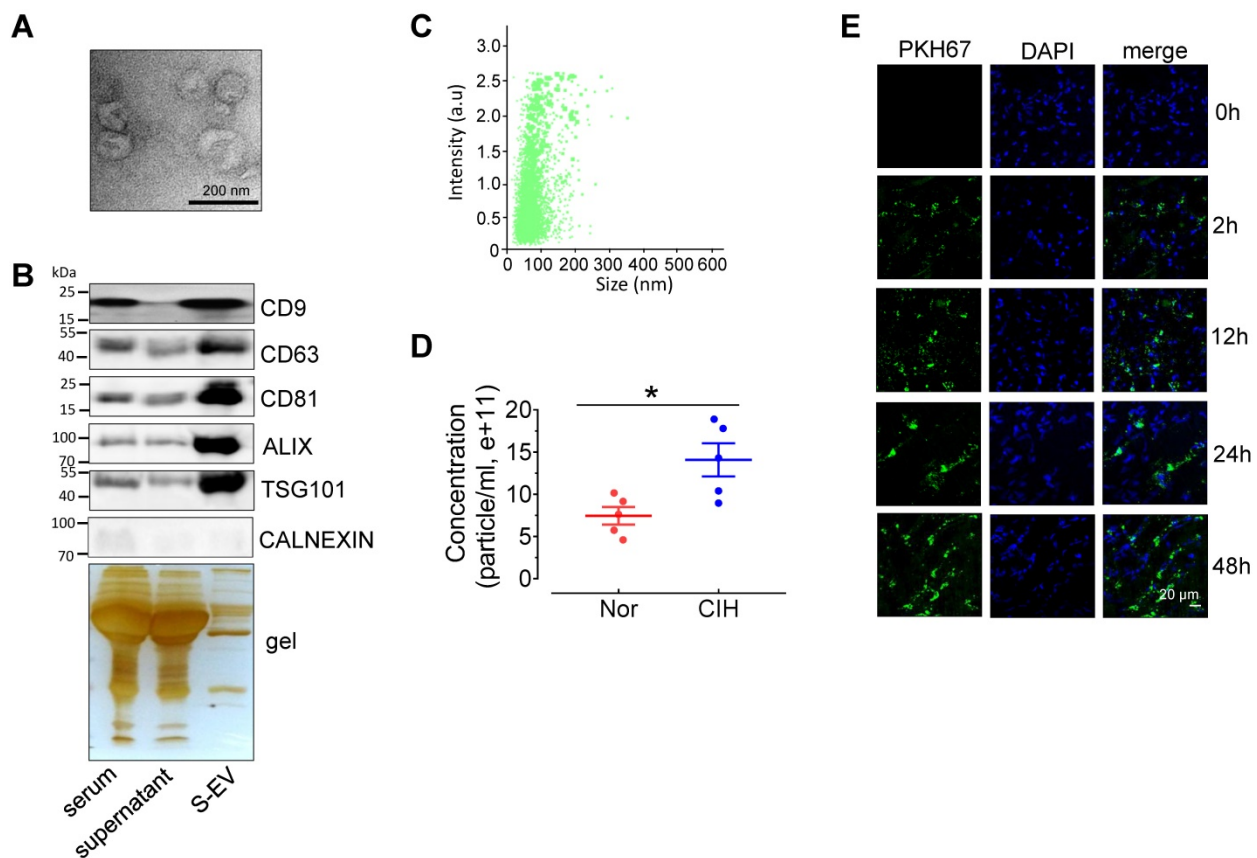 A
200 nm
B
kDa
25
15
CD9
55
40
CD63
25
15
CD81
100
70
ALIX
55
40
TSG101
100
70
CALNEXIN
gel
serum
supernatant
S-EV
C
Intensity (a.u)
3.0
2.5
2.0
1.5
1.0
0.5
0
0 100 200 300 400 500 600
Size (nm)
D
Concentration
(particle/ml, e+11)
20
15
10
5
0
*
Nor CIH
E
PKH67 DAPI merge
0h
2h
12h
24h
48h
20 µm